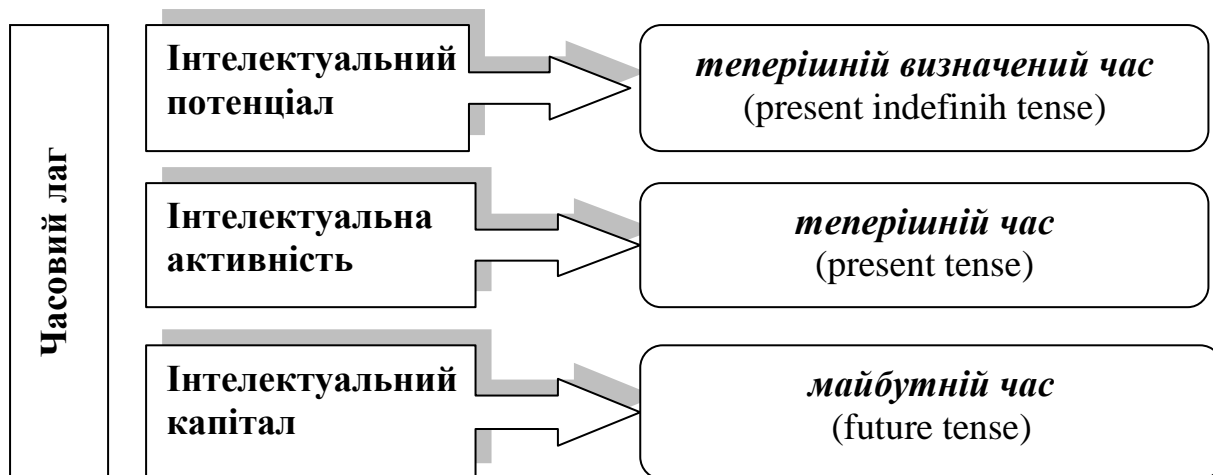 Часовий лаг
Інтелектуальний
потенціал
теперішній визначений час
(present indefinih tense)
Інтелектуальна
активність
теперішній час
(present tense)
Інтелектуальний
капітал
майбутній час
(future tense)